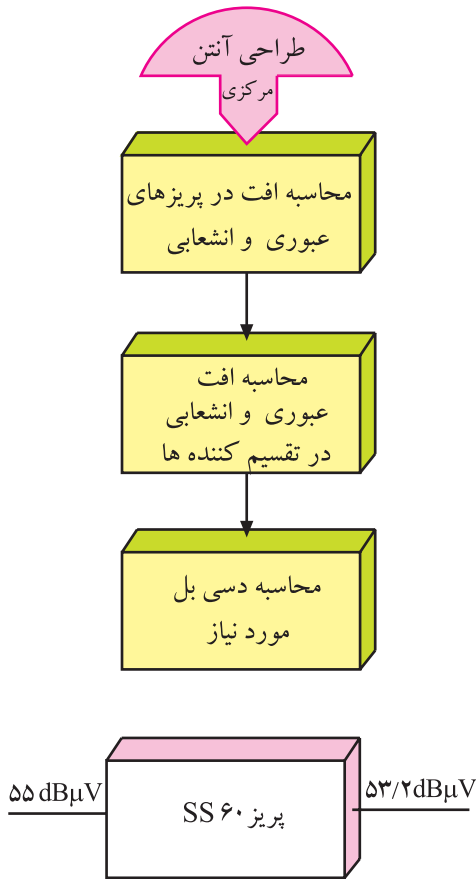 طراحی آنتن
مرکزی
محاسبه افت در پریزهای
عبوری و انشعابی
محاسبه افت
عبوری و انشعابی
در تقسیم کننده ها
محاسبه دسی بل
مورد نیاز
۵۵ dBµV
پریز SS ۶۰
۵۳/۲dBµV